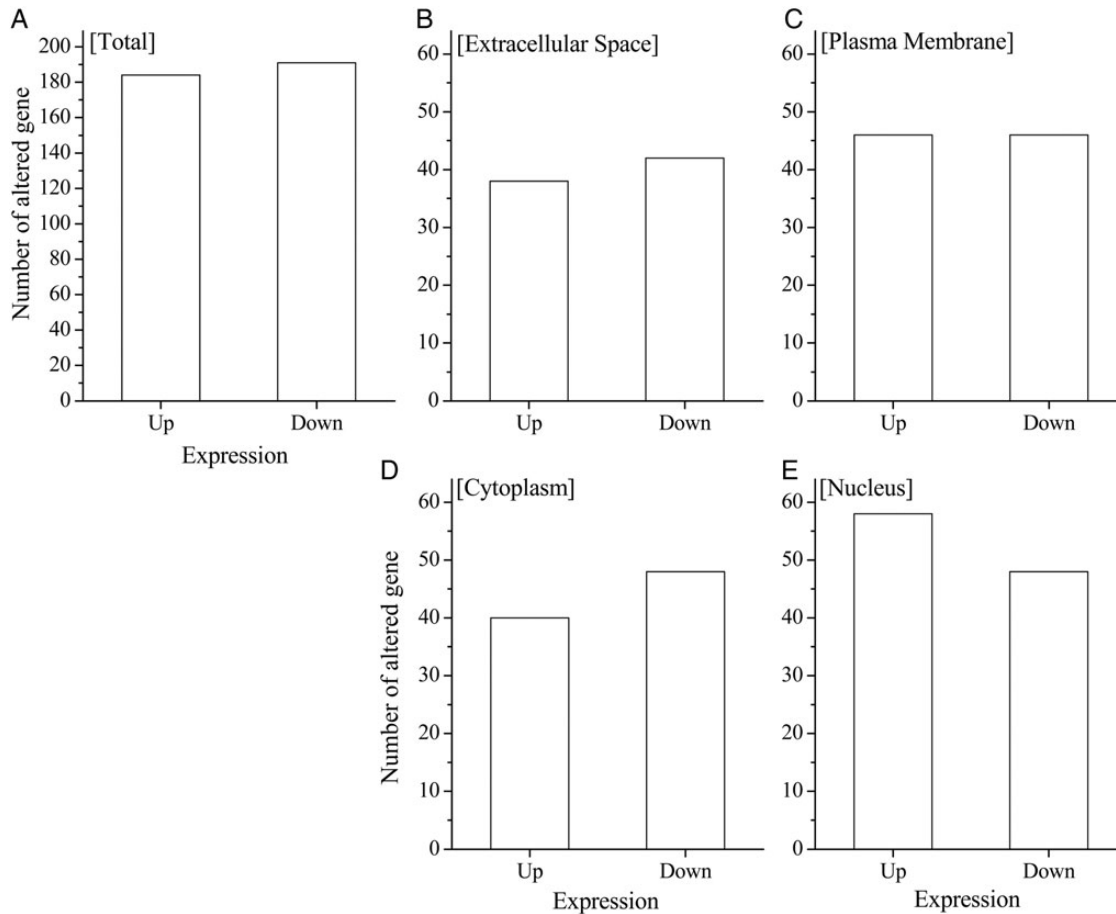 A
[Total]
Number of altered gene
200
180
160
140
120
100
80
60
40
20
0
Up Down
Expression
B
[Extracellular Space]
60
50
40
30
20
10
0
Up Down
C
[Plasma Membrane]
60
50
40
30
20
10
0
Up Down
D
[Cytoplasm]
Number of altered gene
60
50
40
30
20
10
0
Up Down
Expression
E
[Nucleus]
60
50
40
30
20
10
0
Up Down
Expression